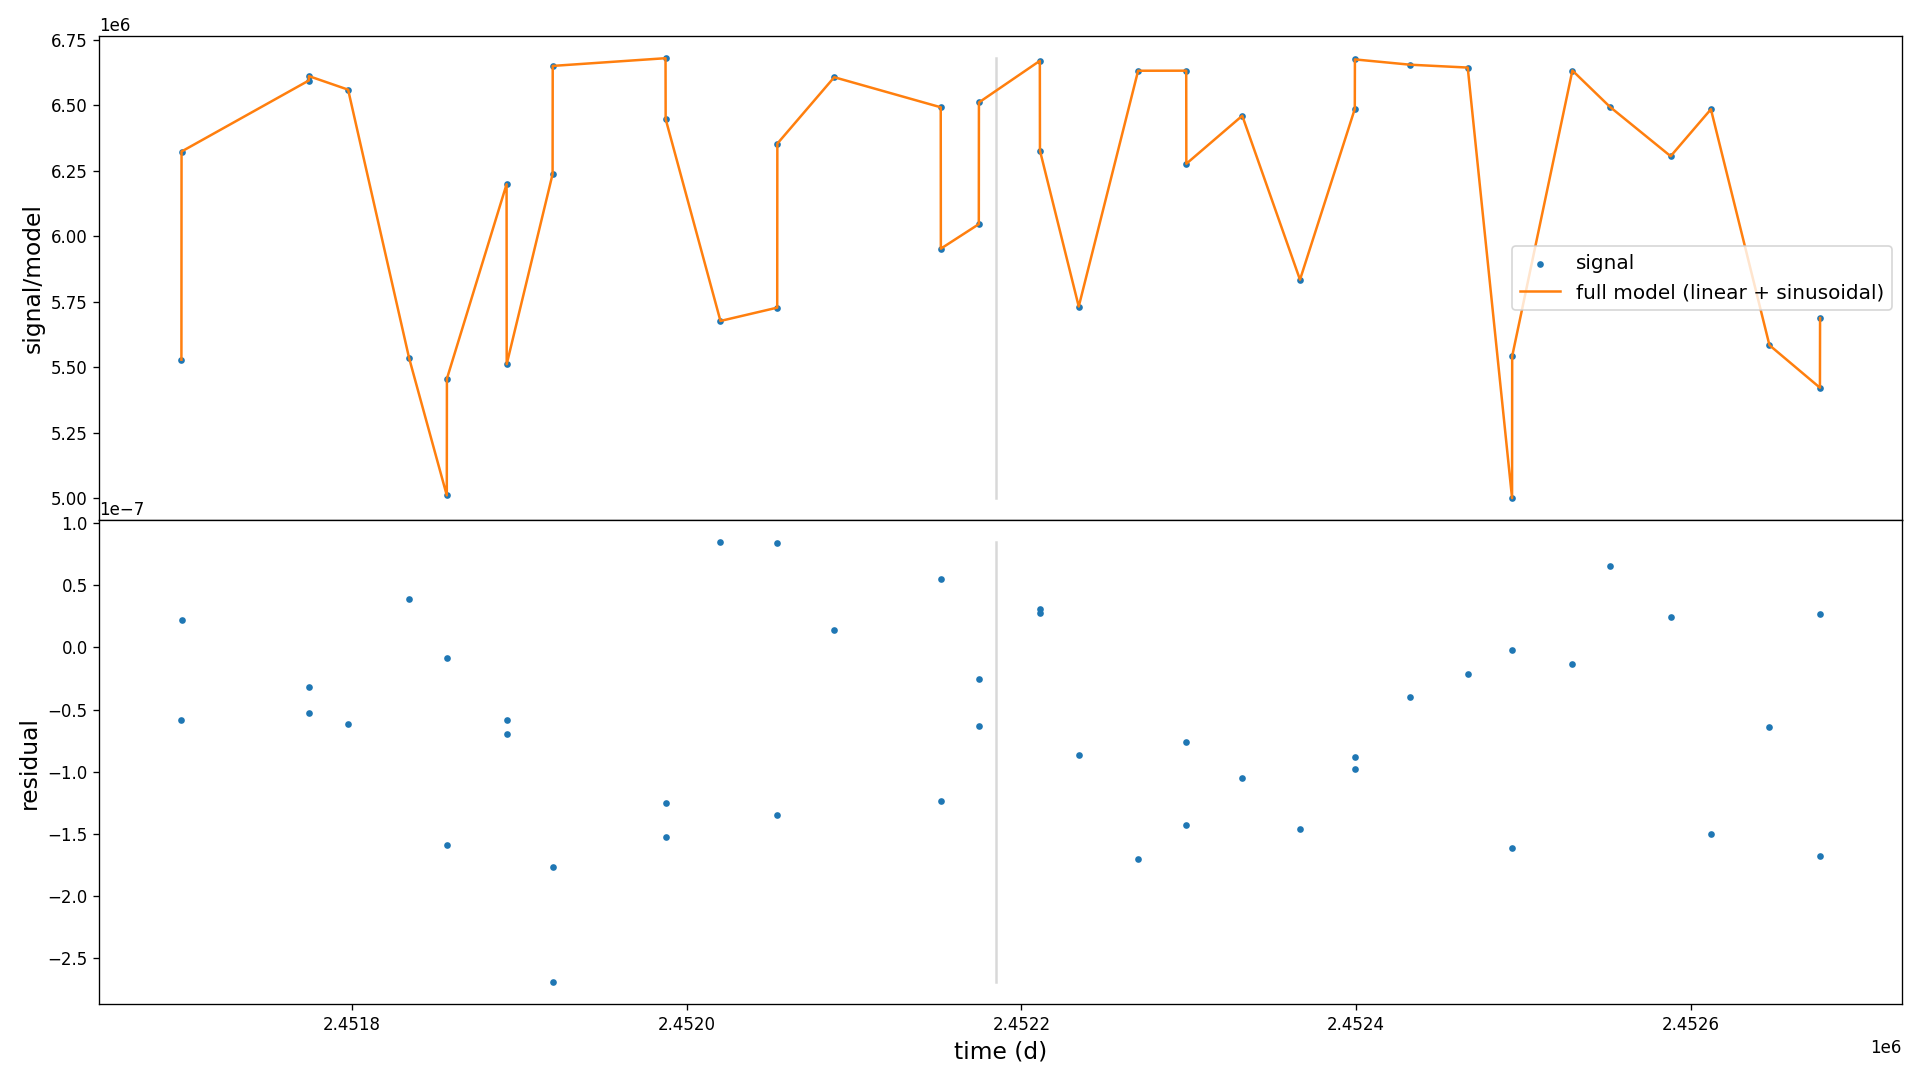 1e6
6.75
6.50
6.25
6.00
5.75
5.50
5.25
5.00
signal/model
signal
full model (linear + sinusoidal)
1e−7
1.0
0.5
0.0
−0.5
−1.0
−1.5
−2.0
−2.5
residual
2.4518
2.4520
2.4522
2.4524
2.4526
1e6
time (d)